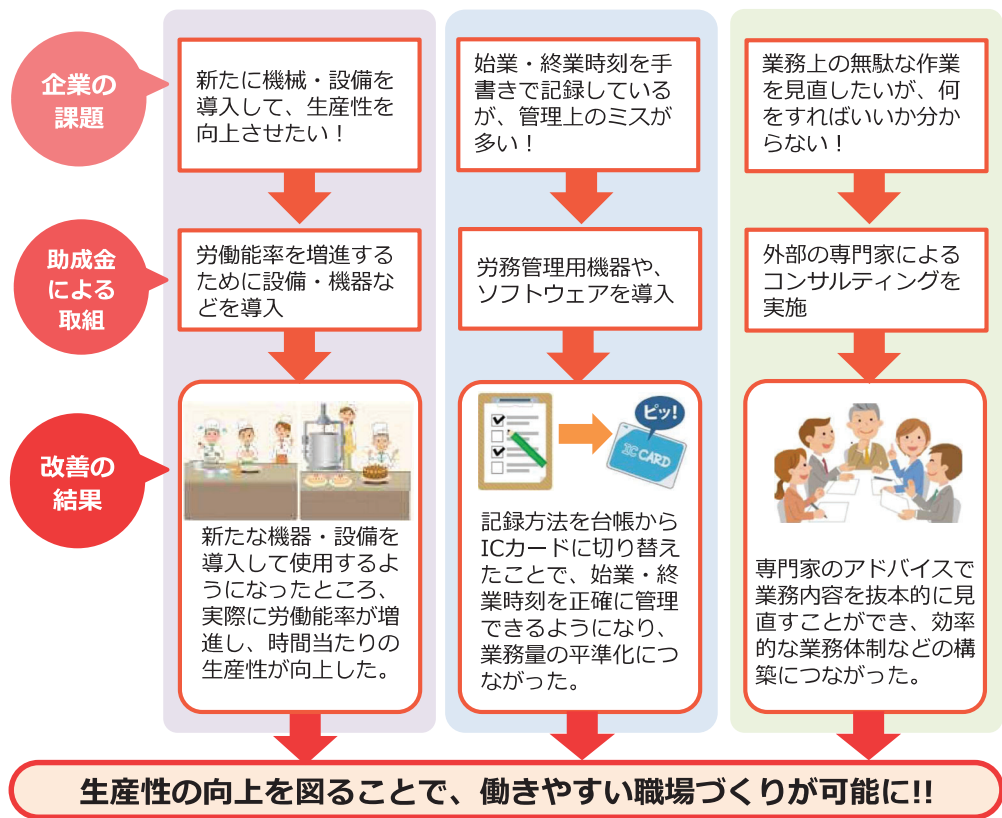 企業の
課題
新たに機械・設備を
導入して、生産性を
向上させたい！
始業・終業時刻を手
書きで記録している
が、管理上のミスが
多い！
業務上の無駄な作業
を見直したいが、何
をすればいいか分か
らない！
助成金
による
取組
労働能率を増進する
ために設備・機器な
どを導入
労務管理用機器や、
ソフトウェアを導入
外部の専門家による
コンサルティングを
実施
改善の
結果
新たな機器・設備を
導入して使用するよ
うになったところ、
実際に労働能率が増
進し、時間当たりの
生産性が向上した。
ピッ!
IC CARD
記録方法を台帳から
ICカードに切り替え
たことで、始業・終
業時刻を正確に管理
できるようになり、
業務量の平準化につ
ながった。
専門家のアドバイスで
業務内容を抜本的に見
直すことができ、効率
的な業務体制などの構
築につながった。
生産性の向上を図ることで、働きやすい職場づくりが可能に!!